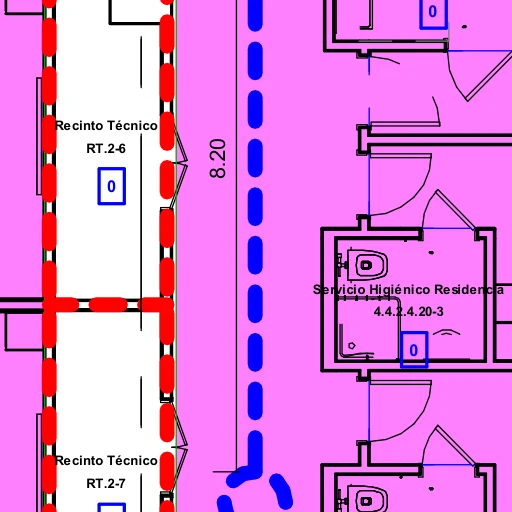 0
Recinto Técnico
RT.2-6
0
8.20
Servicio Higiénico Residencia
4.4.2.4.20-3
0
Recinto Técnico
RT.2-7